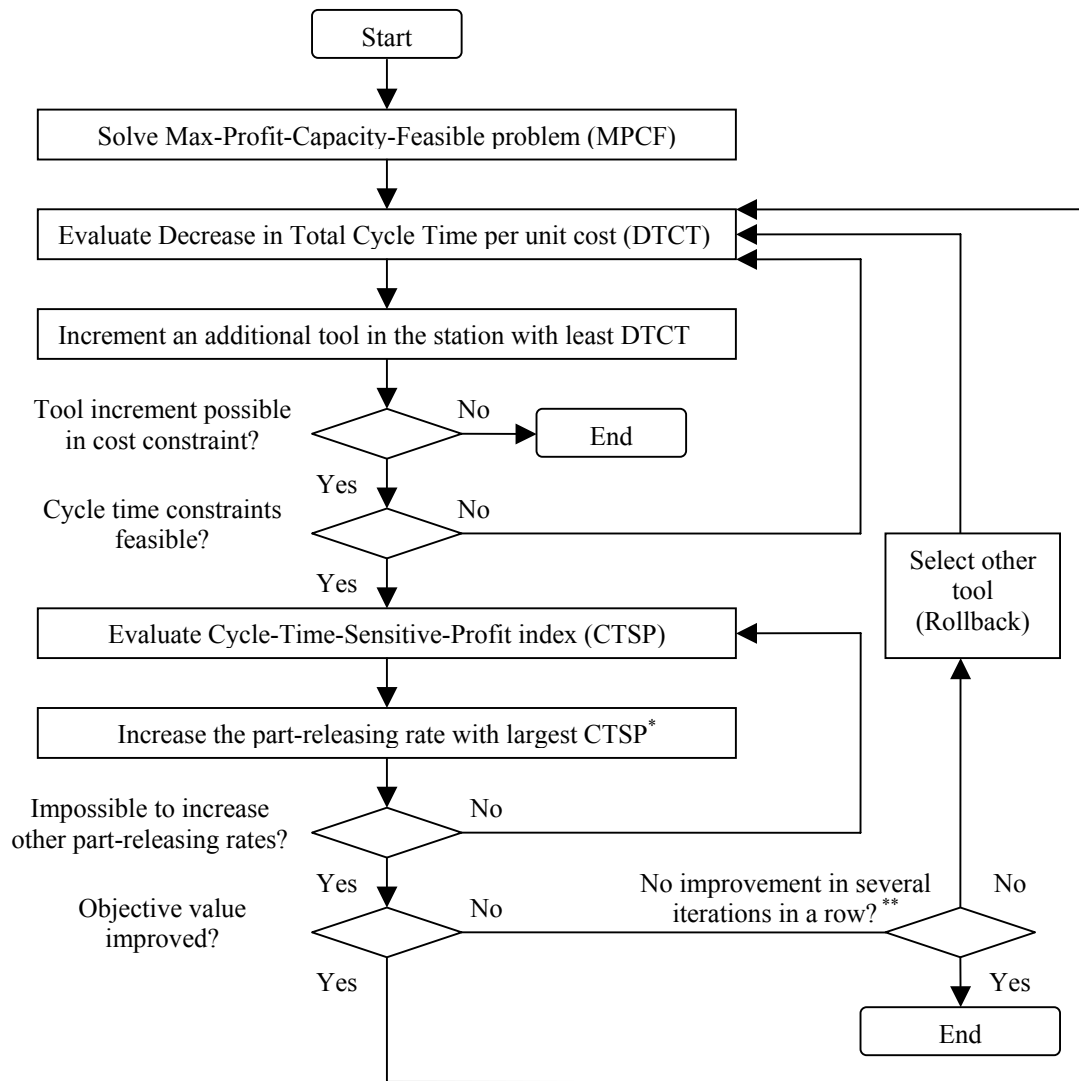 Start
Solve Max-Profit-Capacity-Feasible problem (MPCF)
Evaluate Decrease in Total Cycle Time per unit cost (DTCT)
Increment an additional tool in the station with least DTCT
Tool increment possible
in cost constraint?
No
End
Yes
Cycle time constraints
feasible?
No
Yes
Select other
tool
(Rollback)
Evaluate Cycle-Time-Sensitive-Profit index (CTSP)
Increase the part-releasing rate with largest CTSP*
Impossible to increase
other part-releasing rates?
No
Yes
Objective value
improved?
No
No improvement in several
iterations in a row? **
No
Yes
Yes
End